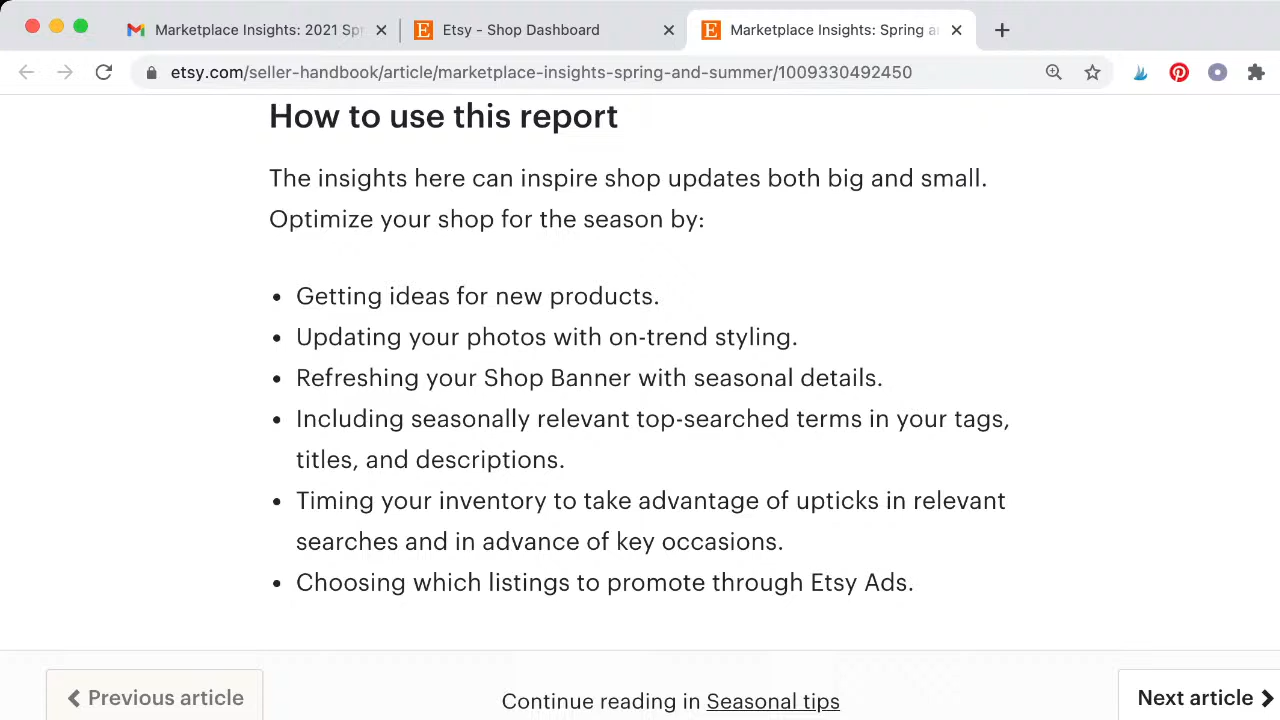 Marketplace Insights: 2021 Spr
Etsy - Shop Dashboard
Marketplace Insights: Spring a
etsy.com/seller-handbook/article/marketplace-insights-spring-and-summer/1009330492450
How to use this report
The insights here can inspire shop updates both big and small.
Optimize your shop for the season by:
• Getting ideas for new products.
• Updating your photos with on-trend styling.
• Refreshing your Shop Banner with seasonal details.
• Including seasonally relevant top-searched terms in your tags,
titles, and descriptions.
• Timing your inventory to take advantage of upticks in relevant
searches and in advance of key occasions.
• Choosing which listings to promote through Etsy Ads.
Previous article
Continue reading in Seasonal tips
Next article